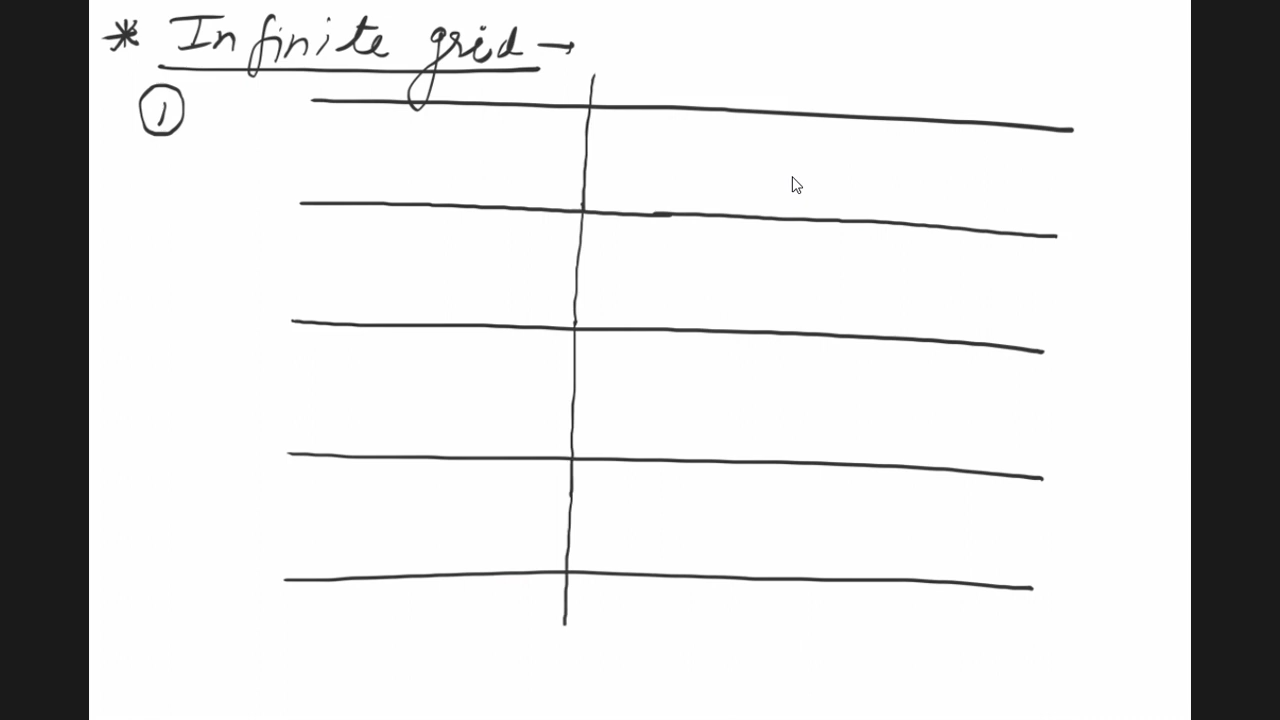 * Infinite grid →
①